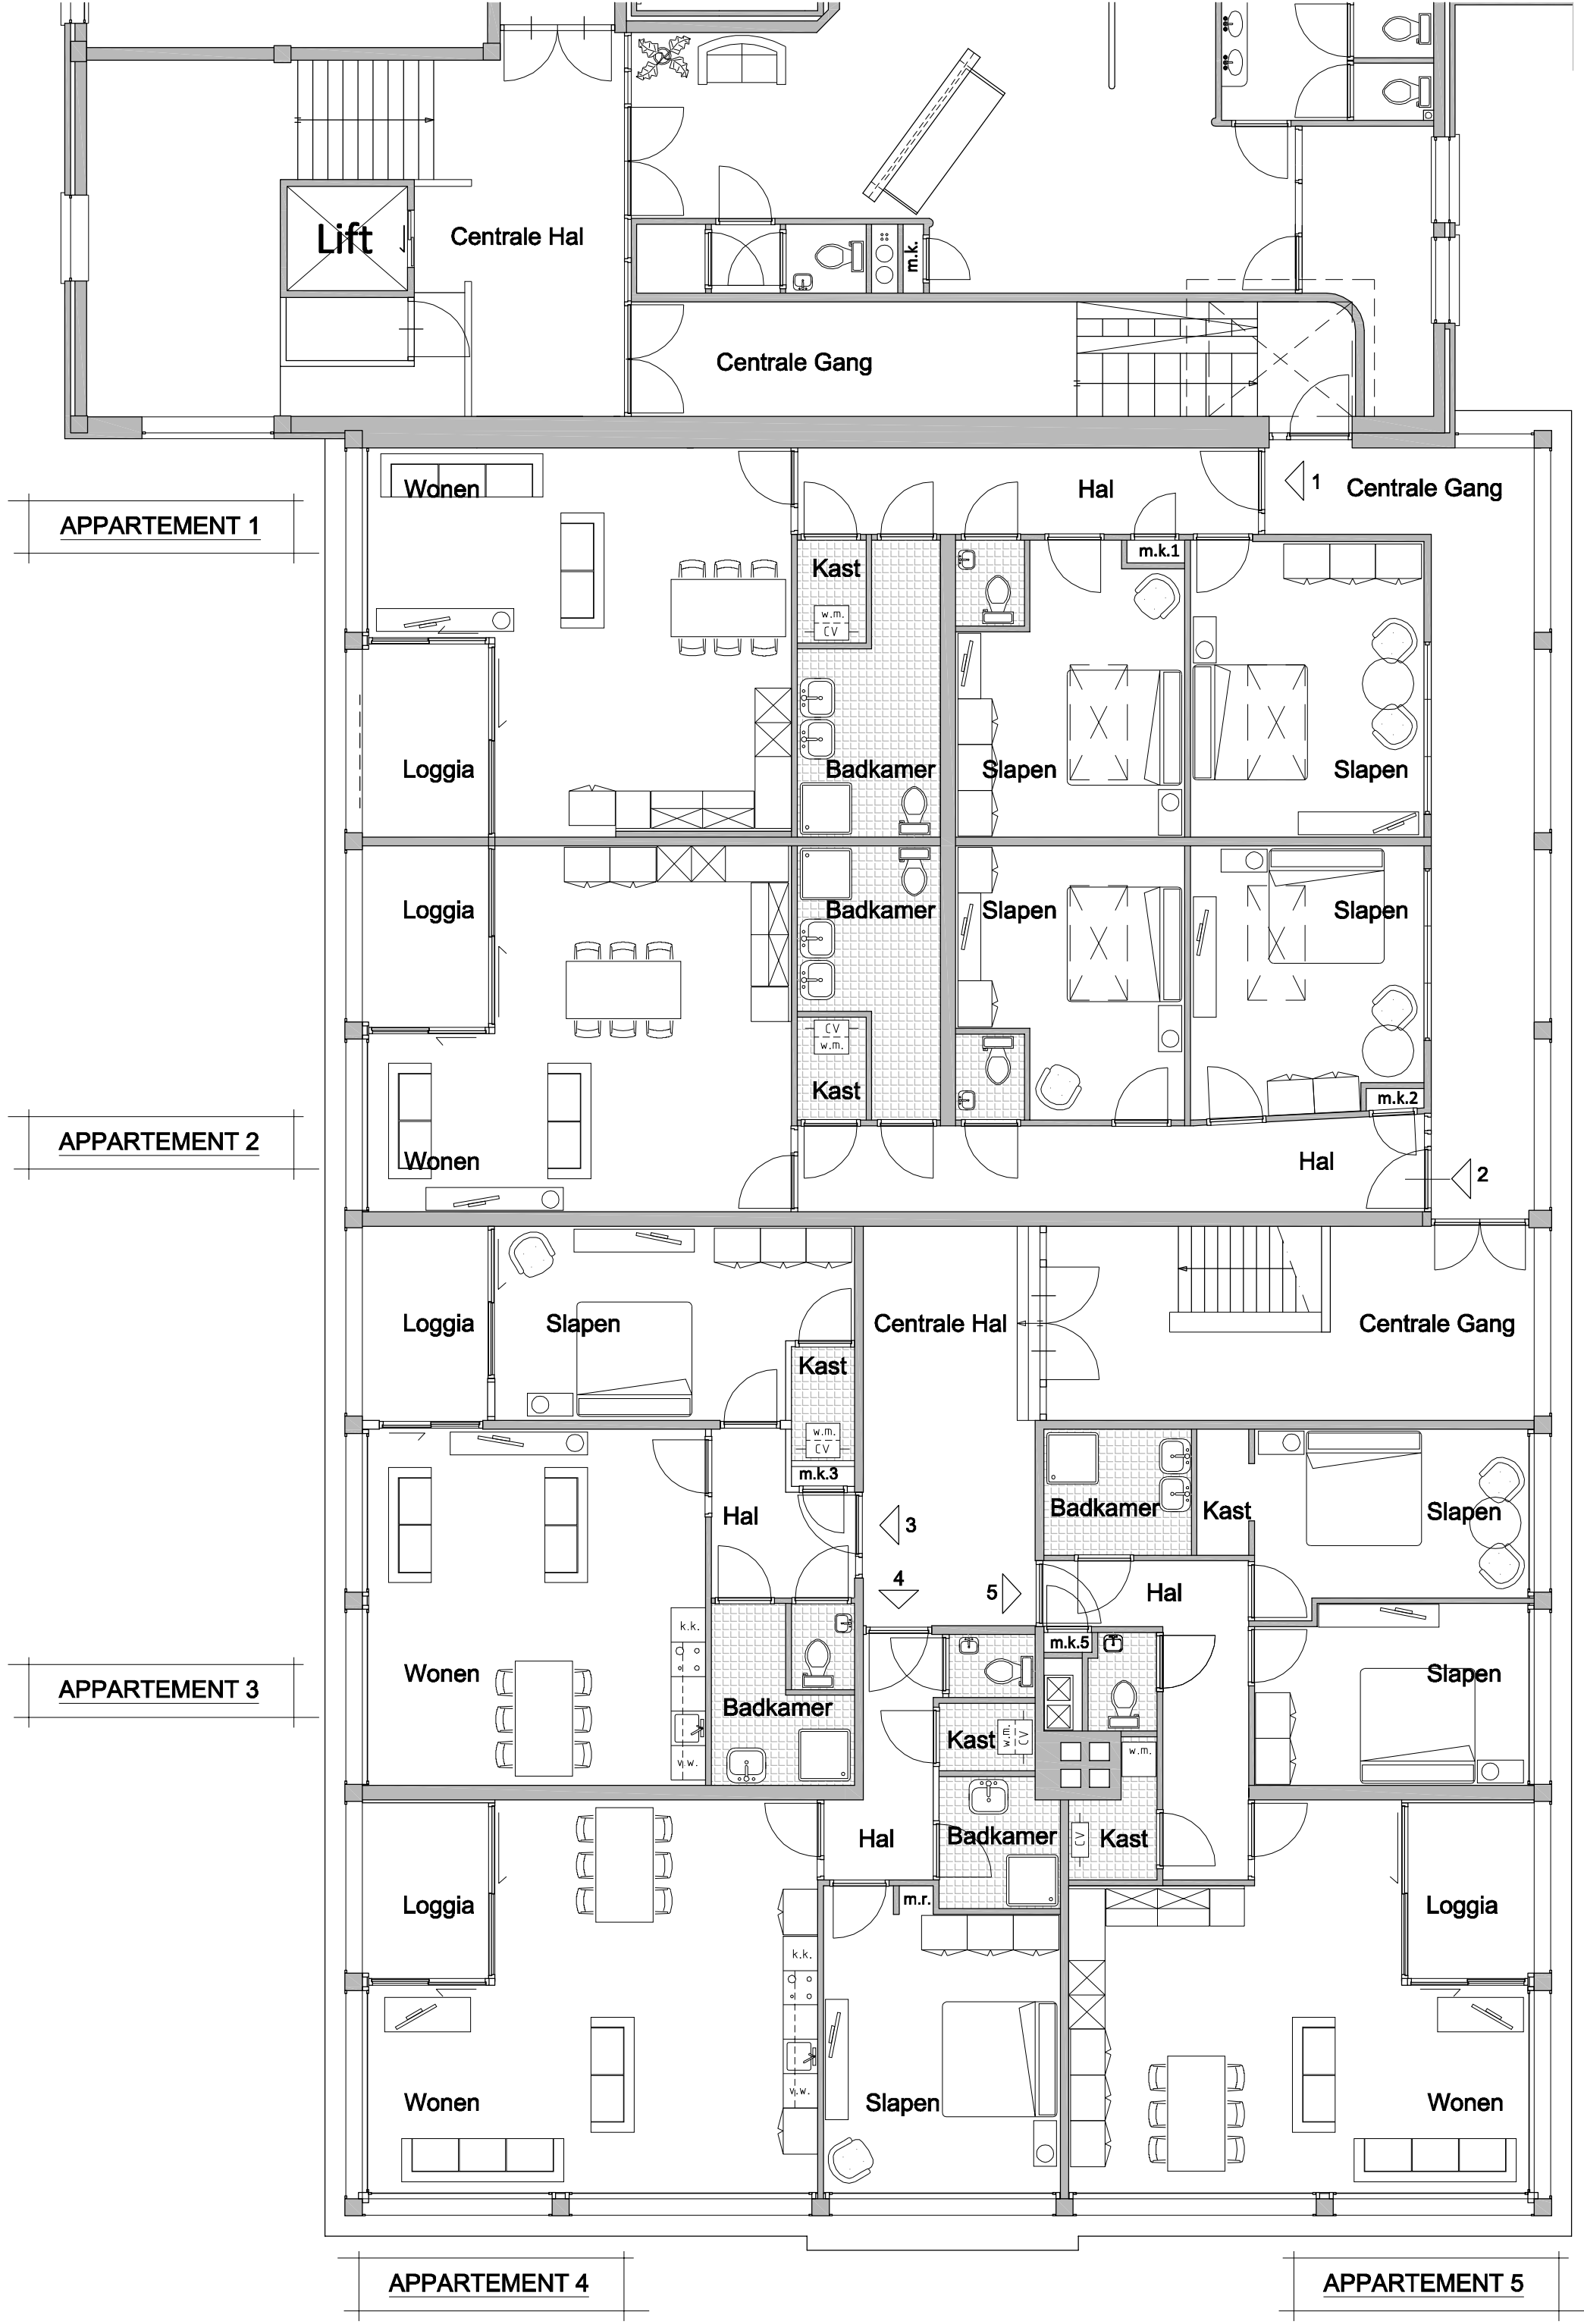 Lift
Centrale Hal
m.k.
Centrale Gang
APPARTEMENT 1
Wonen
Hal
1
Centrale Gang
Kast
m.k.1
w.m.
CV
Loggia
Badkamer
Slapen
Slapen
Loggia
Badkamer
Slapen
Slapen
CV
w.m.
Kast
m.k.2
APPARTEMENT 2
Wonen
Hal
2
Loggia
Slapen
Centrale Hal
Centrale Gang
Kast
w.m.
CV
m.k.3
Hal
3
Badkamer
Kast
Slapen
4
5
Hal
k.k.
m.k.5
APPARTEMENT 3
Wonen
Slapen
Badkamer
Kast
w.m.
CV
w.m.
v.w.
Hal
Badkamer
CV
Kast
Loggia
m.r.
Loggia
k.k.
v.w.
Wonen
Slapen
Wonen
APPARTEMENT 4
APPARTEMENT 5